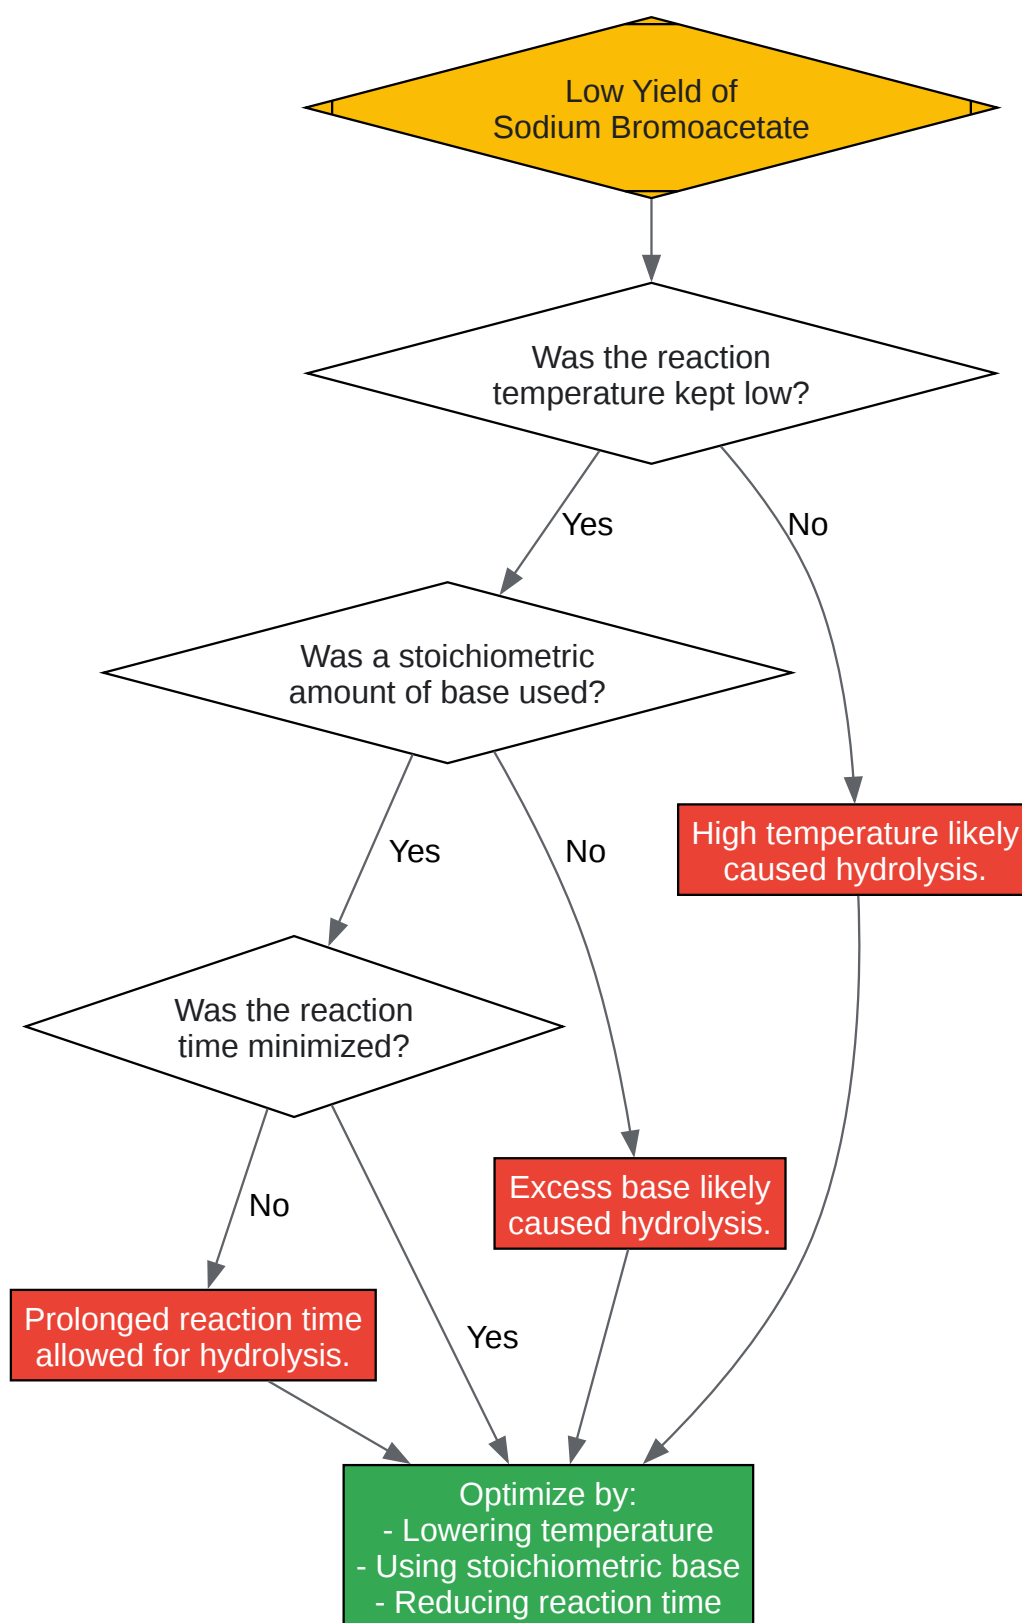 Low Yield of
Sodium Bromoacetate
Was the reaction
temperature kept low?
Yes
No
Was a stoichiometric
amount of base used?
High temperature likely
caused hydrolysis.
Yes
No
Was the reaction
time minimized?
Excess base likely
caused hydrolysis.
No
Prolonged reaction time
allowed for hydrolysis.
Yes
Optimize by:
- Lowering temperature
- Using stoichiometric base
- Reducing reaction time